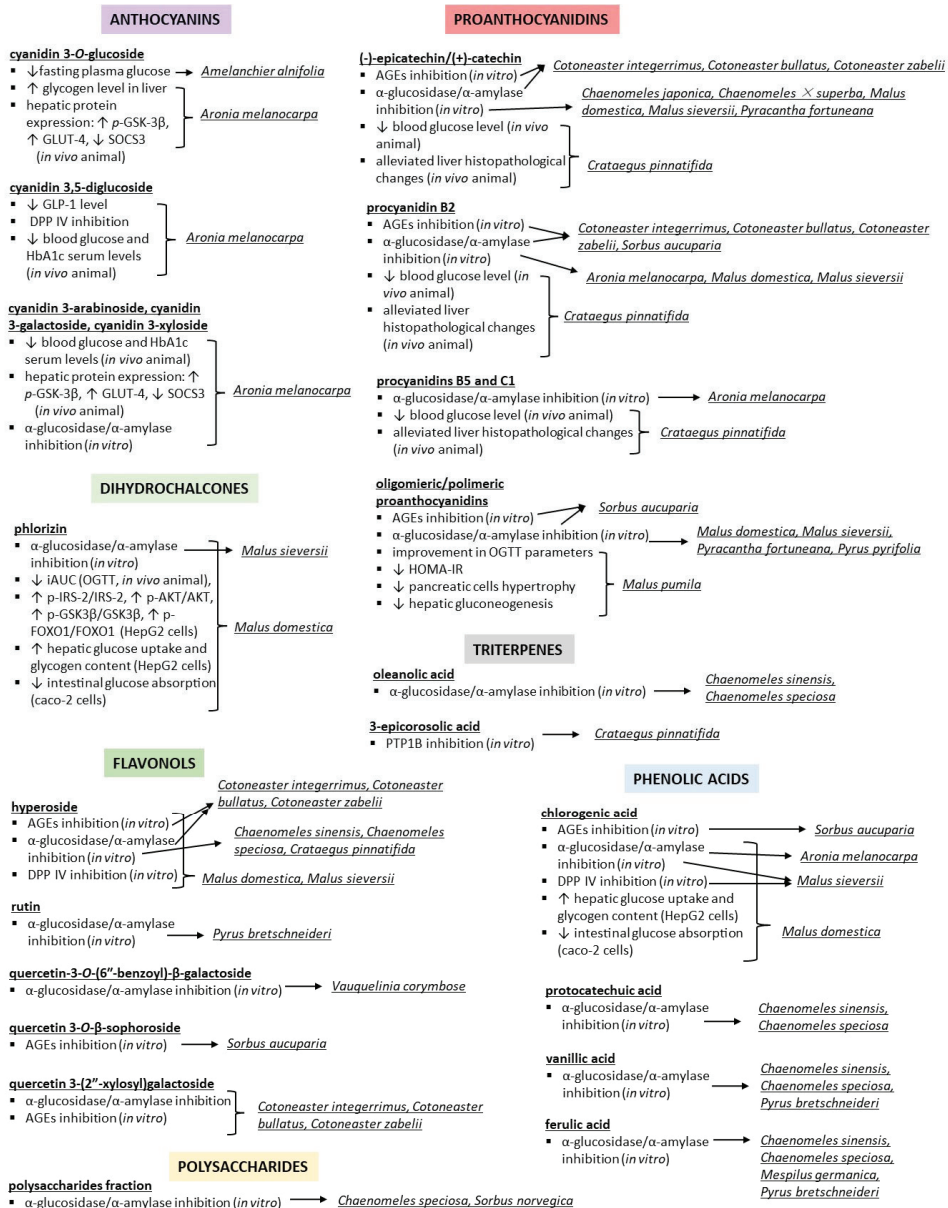 ANTHOCYANINS
cyanidin 3-O-glucoside
▪ ↓fasting plasma glucose
Amelanchier alnifolia
▪ ↑ glycogen level in liver
▪ hepatic protein
expression: ↑ p-GSK-3β,
↑ GLUT-4, ↓ SOCS3
(in vivo animal)
Aronia melanocarpa
cyanidin 3,5-diglucoside
▪ ↓ GLP-1 level
▪ DPP IV inhibition
▪ ↓ blood glucose and
HbA1c serum levels
(in vivo animal)
Aronia melanocarpa
cyanidin 3-arabinoside, cyanidin
3-galactoside, cyanidin 3-xyloside
▪ ↓ blood glucose and HbA1c
serum levels (in vivo animal)
▪ hepatic protein expression: ↑
p-GSK-3β, ↑ GLUT-4, ↓ SOCS3
(in vivo animal)
▪ α-glucosidase/α-amylase
inhibition (in vitro)
Aronia melanocarpa
DIHYDROCHALCONES
phlorizin
▪ α-glucosidase/α-amylase
inhibition (in vitro)
Malus sieversii
▪ ↓ iAUC (OGTT, in vivo animal),
▪ ↑ p-IRS-2/IRS-2, ↑ p-AKT/AKT,
↑ p-GSK3β/GSK3β, ↑ p-
FOXO1/FOXO1 (HepG2 cells)
▪ ↑ hepatic glucose uptake and
glycogen content (HepG2 cells)
▪ ↓ intestinal glucose absorption
(caco-2 cells)
Malus domestica
FLAVONOLS
hyperoside
▪ AGEs inhibition (in vitro)
▪ α-glucosidase/α-amylase
inhibition (in vitro)
▪ DPP IV inhibition (in vitro)
Cotoneaster integerrimus, Cotoneaster
bullatus, Cotoneaster zabelii
Chaenomeles sinensis, Chaenomeles
speciosa, Crataegus pinnatifida
Malus domestica, Malus sieversii
rutin
▪ α-glucosidase/α-amylase
inhibition (in vitro)
Pyrus bretschneideri
quercetin-3-O-(6″-benzoyl)-β-galactoside
▪ α-glucosidase/α-amylase inhibition (in vitro)
Vauquelinia corymbose
quercetin 3-O-β-sophoroside
▪ AGEs inhibition (in vitro)
Sorbus aucuparia
quercetin 3-(2″-xylosyl)galactoside
▪ α-glucosidase/α-amylase inhibition
▪ AGEs inhibition (in vitro)
Cotoneaster integerrimus, Cotoneaster
bullatus, Cotoneaster zabelii
POLYSACCHARIDES
polysaccharides fraction
▪ α-glucosidase/α-amylase inhibition (in vitro)
Chaenomeles speciosa, Sorbus norvegica
PROANTHOCYANIDINS
(-)-epicatechin/(+)-catechin
▪ AGEs inhibition (in vitro)
▪ α-glucosidase/α-amylase
inhibition (in vitro)
Cotoneaster integerrimus, Cotoneaster bullatus, Cotoneaster zabelii
Chaenomeles japonica, Chaenomeles × superba, Malus
domestica, Malus sieversii, Pyracantha fortuneana
▪ ↓ blood glucose level (in vivo
animal)
▪ alleviated liver histopathological
changes (in vivo animal)
Crataegus pinnatifida
procyanidin B2
▪ AGEs inhibition (in vitro)
▪ α-glucosidase/α-amylase
inhibition (in vitro)
Cotoneaster integerrimus, Cotoneaster bullatus, Cotoneaster
zabelii, Sorbus aucuparia
Aronia melanocarpa, Malus domestica, Malus sieversii
▪ ↓ blood glucose level (in
vivo animal)
▪ alleviated liver
histopathological changes
(in vivo animal)
Crataegus pinnatifida
procyanidins B5 and C1
▪ α-glucosidase/α-amylase inhibition (in vitro)
Aronia melanocarpa
▪ ↓ blood glucose level (in vivo animal)
▪ alleviated liver histopathological changes
(in vivo animal)
Crataegus pinnatifida
oligomieric/polimeric
proanthocyanidins
▪ AGEs inhibition (in vitro)
▪ α-glucosidase/α-amylase inhibition (in vitro)
Sorbus aucuparia
Malus domestica, Malus sieversii,
Pyracantha fortuneana, Pyrus pyrifolia
▪ improvement in OGTT parameters
▪ ↓ HOMA-IR
▪ ↓ pancreatic cells hypertrophy
▪ ↓ hepatic gluconeogenesis
Malus pumila
TRITERPENES
oleanolic acid
▪ α-glucosidase/α-amylase inhibition (in vitro)
Chaenomeles sinensis,
Chaenomeles speciosa
3-epicorosolic acid
▪ PTP1B inhibition (in vitro)
Crataegus pinnatifida
PHENOLIC ACIDS
chlorogenic acid
▪ AGEs inhibition (in vitro)
Sorbus aucuparia
▪ α-glucosidase/α-amylase
inhibition (in vitro)
Aronia melanocarpa
▪ DPP IV inhibition (in vitro)
Malus sieversii
▪ ↑ hepatic glucose uptake and
glycogen content (HepG2 cells)
▪ ↓ intestinal glucose absorption
(caco-2 cells)
Malus domestica
protocatechuic acid
▪ α-glucosidase/α-amylase
inhibition (in vitro)
Chaenomeles sinensis,
Chaenomeles speciosa
vanillic acid
▪ α-glucosidase/α-amylase
inhibition (in vitro)
Chaenomeles sinensis,
Chaenomeles speciosa,
Pyrus bretschneideri
ferulic acid
▪ α-glucosidase/α-amylase
inhibition (in vitro)
Chaenomeles sinensis,
Chaenomeles speciosa,
Mespilus germanica,
Pyrus bretschneideri